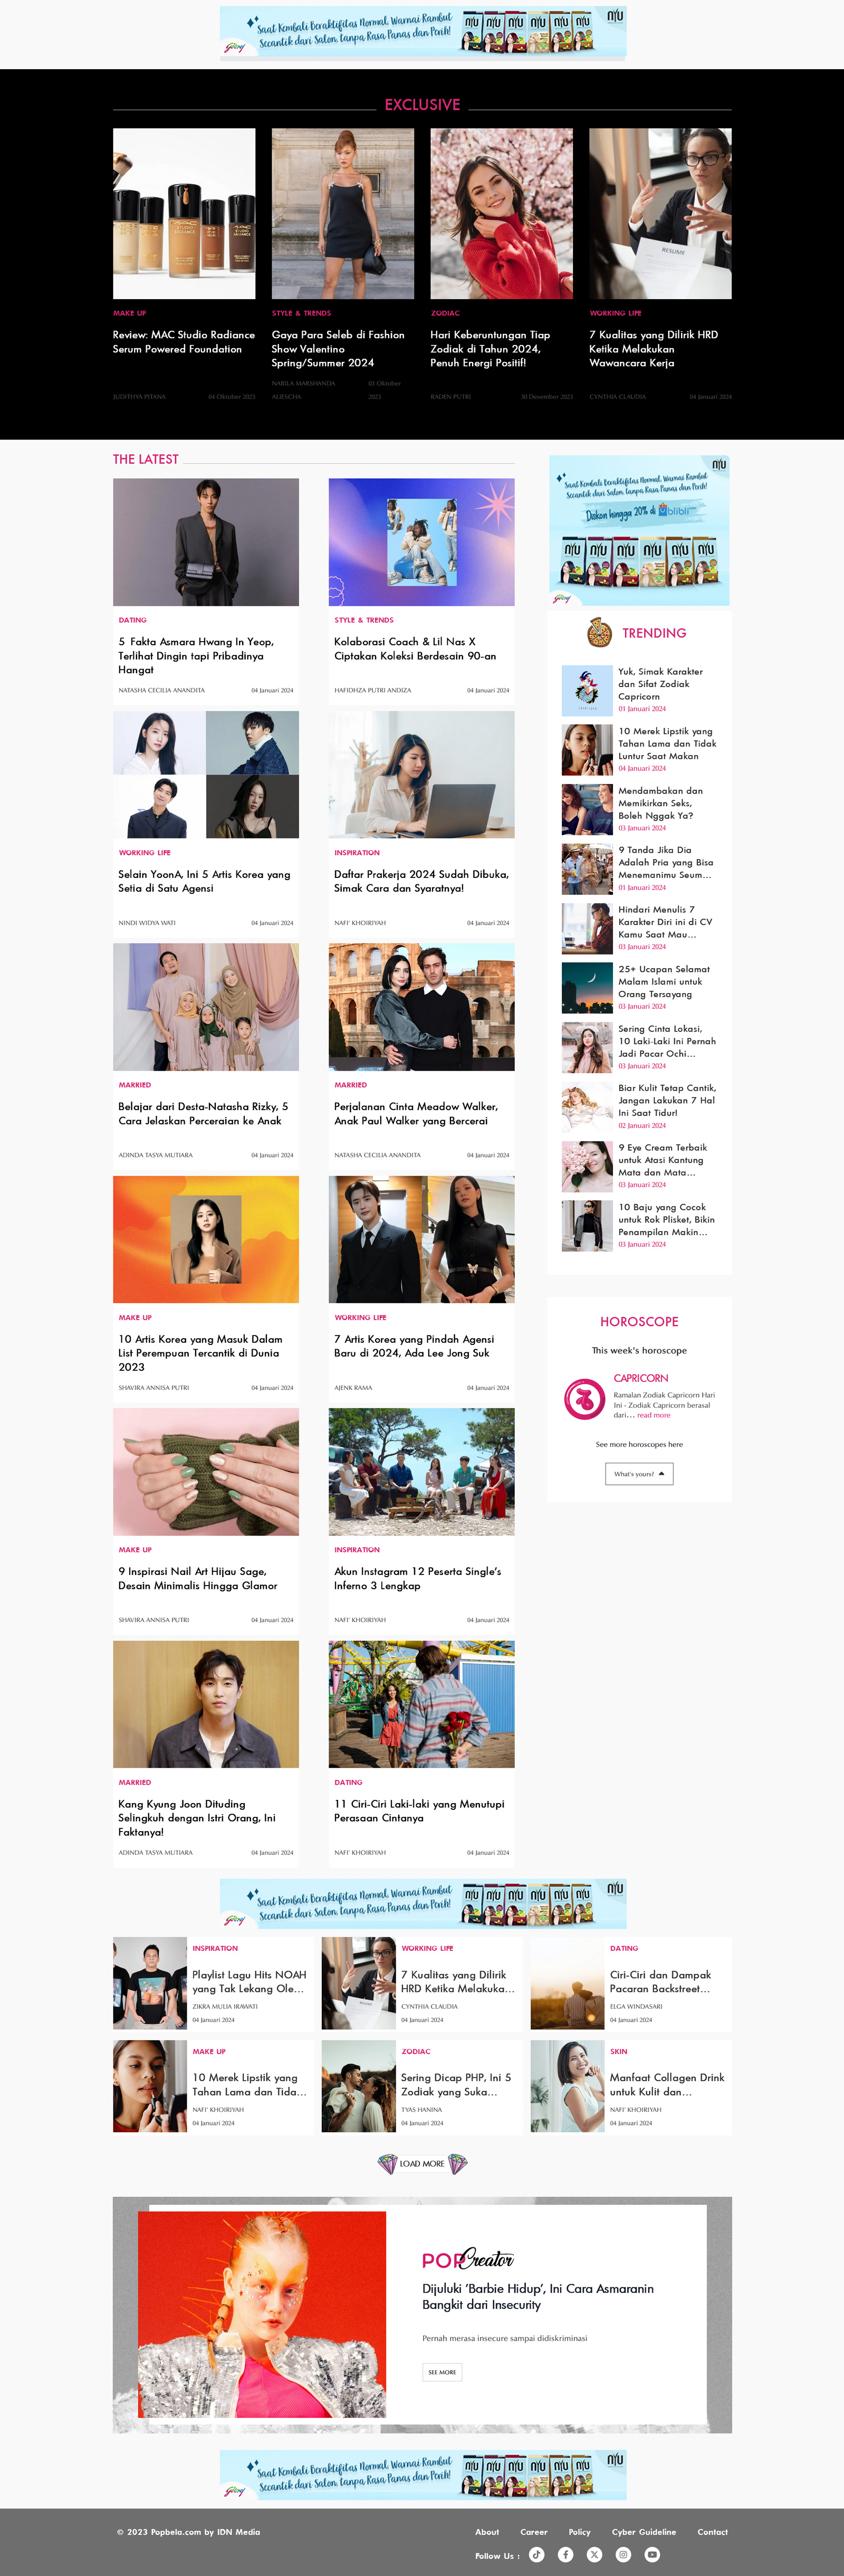 Saat Kembali Beraktifitas Normal, Warnai Rambut
Secantik dari Salon, tanpa Rasa Panas dan Perih!
Godrej
NYU
EXCLUSIVE
MAKE UP
Review: MAC Studio Radiance
Serum Powered Foundation
JUDITHYA PITANA
04 Oktober 2023
STYLE & TRENDS
Gaya Para Seleb di Fashion
Show Valentino
Spring/Summer 2024
NABILA MARSHANDA
ALIESCHA
03 Oktober
2023
ZODIAC
Hari Keberuntungan Tiap
Zodiak di Tahun 2024,
Penuh Energi Positif!
RADEN PUTRI
30 Desember 2023
RESUME
WORKING LIFE
7 Kualitas yang Dilirik HRD
Ketika Melakukan
Wawancara Kerja
CYNTHIA CLAUDIA
04 Januari 2024
THE LATEST
DATING
5 Fakta Asmara Hwang In Yeop,
Terlihat Dingin tapi Pribadinya
Hangat
NATASHA CECILIA ANANDITA
04 Januari 2024
STYLE & TRENDS
Kolaborasi Coach & Lil Nas X
Ciptakan Koleksi Berdesain 90-an
HAFIDHZA PUTRI ANDIZA
04 Januari 2024
WORKING LIFE
Selain YoonA, Ini 5 Artis Korea yang
Setia di Satu Agensi
NINDI WIDYA WATI
04 Januari 2024
INSPIRATION
Daftar Prakerja 2024 Sudah Dibuka,
Simak Cara dan Syaratnya!
NAFI' KHOIRIYAH
04 Januari 2024
MARRIED
Belajar dari Desta-Natasha Rizky, 5
Cara Jelaskan Perceraian ke Anak
ADINDA TASYA MUTIARA
04 Januari 2024
MARRIED
Perjalanan Cinta Meadow Walker,
Anak Paul Walker yang Bercerai
NATASHA CECILIA ANANDITA
04 Januari 2024
MAKE UP
10 Artis Korea yang Masuk Dalam
List Perempuan Tercantik di Dunia
2023
SHAVIRA ANNISA PUTRI
04 Januari 2024
WORKING LIFE
7 Artis Korea yang Pindah Agensi
Baru di 2024, Ada Lee Jong Suk
AJENK RAMA
04 Januari 2024
MAKE UP
9 Inspirasi Nail Art Hijau Sage,
Desain Minimalis Hingga Glamor
SHAVIRA ANNISA PUTRI
04 Januari 2024
INSPIRATION
Akun Instagram 12 Peserta Single's
Inferno 3 Lengkap
NAFI' KHOIRIYAH
04 Januari 2024
MARRIED
Kang Kyung Joon Dituding
Selingkuh dengan Istri Orang, Ini
Faktanya!
ADINDA TASYA MUTIARA
04 Januari 2024
DATING
11 Ciri-Ciri Laki-laki yang Menutupi
Perasaan Cintanya
NAFI' KHOIRIYAH
04 Januari 2024
NYU
Saat Kembali Beraktifitas Normal, Warnai Rambut
Secantik dari Salon, tanpa Rasa Panas dan Perih!
Diskon hingga 20% di blibli
Godrej
TRENDING
Yuk, Simak Karakter
dan Sifat Zodiak
Capricorn
01 Januari 2024
10 Merek Lipstik yang
Tahan Lama dan Tidak
Luntur Saat Makan
04 Januari 2024
Mendambakan dan
Memikirkan Seks,
Boleh Nggak Ya?
03 Januari 2024
9 Tanda Jika Dia
Adalah Pria yang Bisa
Menemanimu Seum...
01 Januari 2024
Hindari Menulis 7
Karakter Diri ini di CV
Kamu Saat Mau...
03 Januari 2024
25+ Ucapan Selamat
Malam Islami untuk
Orang Tersayang
03 Januari 2024
Sering Cinta Lokasi,
10 Laki-Laki Ini Pernah
Jadi Pacar Ochi...
03 Januari 2024
Biar Kulit Tetap Cantik,
Jangan Lakukan 7 Hal
Ini Saat Tidur!
02 Januari 2024
9 Eye Cream Terbaik
untuk Atasi Kantung
Mata dan Mata...
03 Januari 2024
10 Baju yang Cocok
untuk Rok Plisket, Bikin
Penampilan Makin...
03 Januari 2024
HOROSCOPE
This week's horoscope
CAPRICORN
Ramalan Zodiak Capricorn Hari
Ini - Zodiak Capricorn berasal
dari... read more
See more horoscopes here
What's yours?
Saat Kembali Beraktifitas Normal, Warnai Rambut
Secantik dari Salon, tanpa Rasa Panas dan Perih!
Godrej
NYU
INSPIRATION
Playlist Lagu Hits NOAH
yang Tak Lekang Ole...
ZIKRA MULIA IRAWATI
04 Januari 2024
WORKING LIFE
7 Kualitas yang Dilirik
HRD Ketika Melakuka...
CYNTHIA CLAUDIA
04 Januari 2024
DATING
Ciri-Ciri dan Dampak
Pacaran Backstreet...
ELGA WINDASARI
04 Januari 2024
MAKE UP
10 Merek Lipstik yang
Tahan Lama dan Tida...
NAFI' KHOIRIYAH
04 Januari 2024
ZODIAC
Sering Dicap PHP, Ini 5
Zodiak yang Suka...
TYAS HANINA
04 Januari 2024
SKIN
Manfaat Collagen Drink
untuk Kulit dan...
NAFI' KHOIRIYAH
04 Januari 2024
LOAD MORE
POPCreator
Dijuluki 'Barbie Hidup', Ini Cara Asmaranin
Bangkit dari Insecurity
Pernah merasa insecure sampai didiskriminasi
SEE MORE
Saat Kembali Beraktifitas Normal, Warnai Rambut
Secantik dari Salon, tanpa Rasa Panas dan Perih!
Godrej
NYU
© 2023 Popbela.com by IDN Media
About
Career
Policy
Cyber Guideline
Contact
Follow Us :